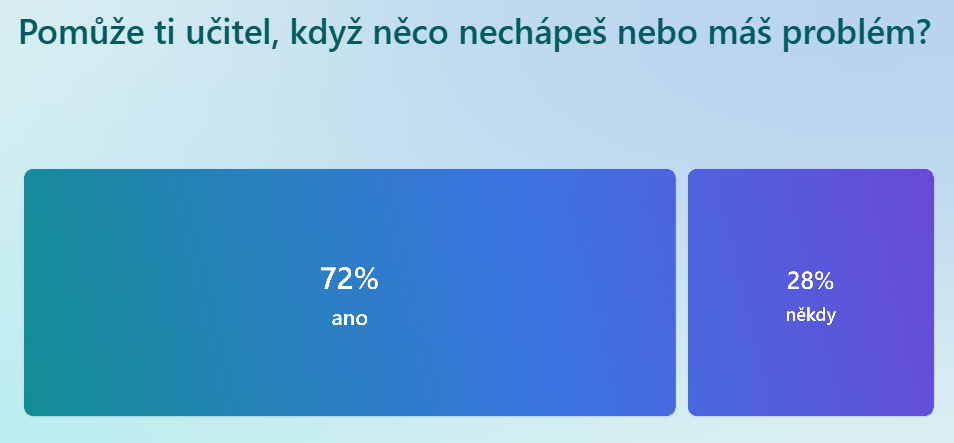 Pomůže ti učitel, když něco nechápeš nebo máš problém?
72%
ano
28%
někdy